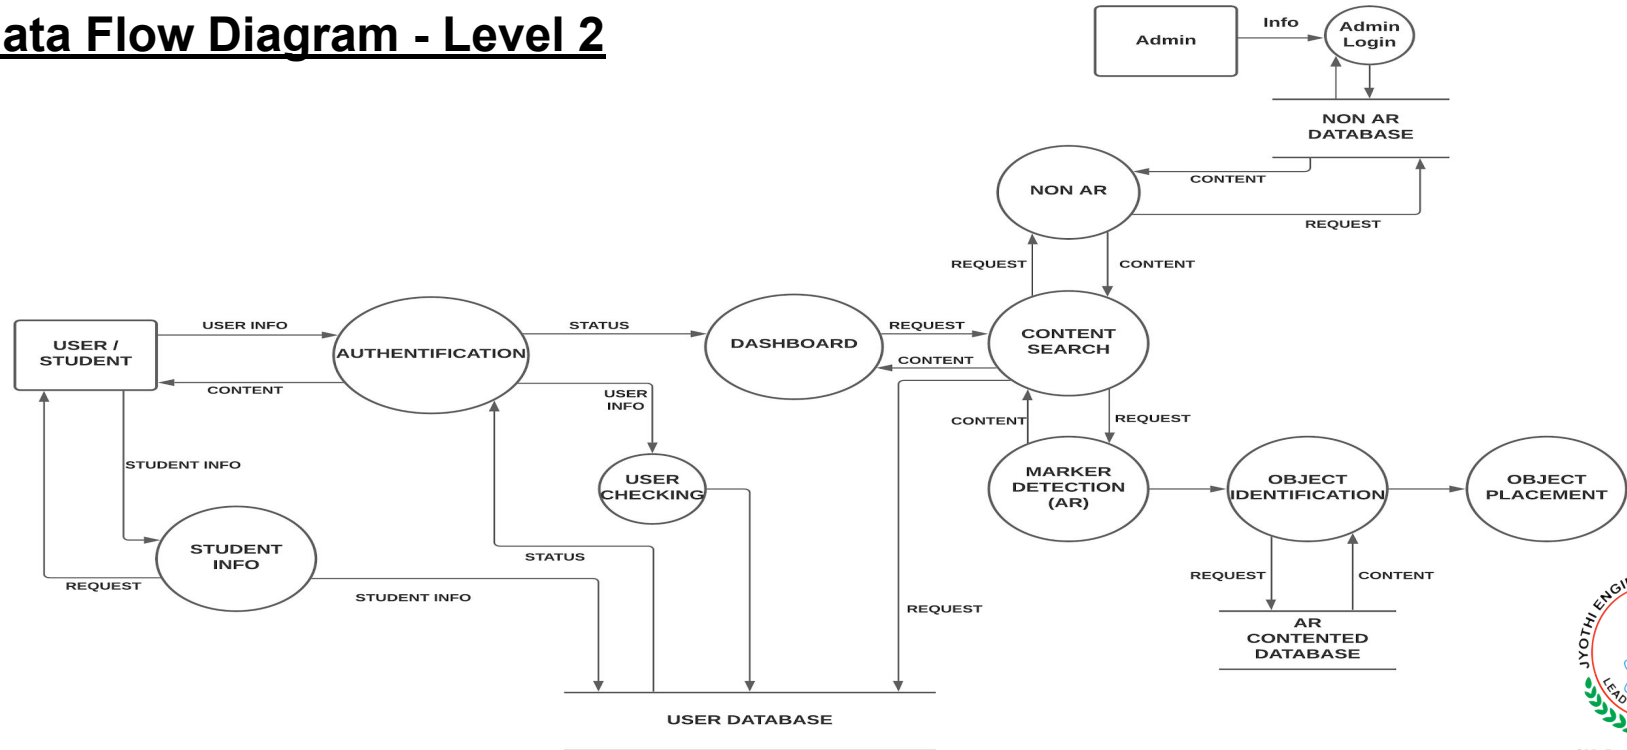 ata Flow Diagram - Level 2
Admin
Info
Admin
Login
NON AR
DATABASE
CONTENT
REQUEST
NON AR
REQUEST
CONTENT
USER /
STUDENT
USER INFO
CONTENT
AUTHENTIFICATION
STATUS
DASHBOARD
REQUEST
CONTENT
CONTENT
SEARCH
USER
INFO
CONTENT
REQUEST
STUDENT INFO
USER
CHECKING
MARKER
DETECTION
(AR)
OBJECT
IDENTIFICATION
OBJECT
PLACEMENT
STUDENT
INFO
REQUEST
STUDENT INFO
STATUS
REQUEST
REQUEST
CONTENT
AR
CONTENTED
DATABASE
USER DATABASE
JYOTHI
LEAD